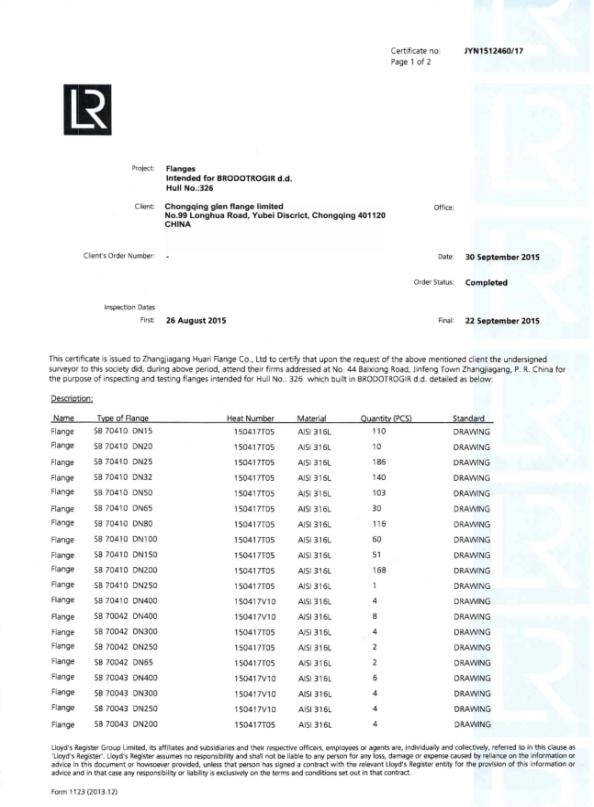 Certificate no: JYN1512460/17
Page 1 of 2
LR
Project: Flanges
Intended for BRODOTROGIR d.d.
Hull No.:326
Client: Chongqing glen flange limited
No.99 Longhua Road, Yubei Discrict, Chongqing 401120
CHINA
Office:
Client's Order Number: -
Date: 30 September 2015
Order Status: Completed
Inspection Dates
First: 26 August 2015
Final: 22 September 2015
This certificate is issued to Zhangjiagang Huari Flange Co., Ltd to certify that upon the request of the above mentioned client the undersigned
surveyor to this society did, during above period, attend their firms addressed at No. 44 Baixiong Road, Jinfeng Town Zhangjiagang, P. R. China for
the purpose of inspecting and testing flanges intended for Hull No.: 326 which built in BRODOTROGIR d.d. detailed as below:
Description:
Name Type of Flange Heat Number Material Quantity (PCS) Standard
Flange SB 70410 DN15 150417T05 AISI 316L 110 DRAWING
Flange SB 70410 DN20 150417T05 AISI 316L 10 DRAWING
Flange SB 70410 DN25 150417T05 AISI 316L 186 DRAWING
Flange SB 70410 DN32 150417T05 AISI 316L 140 DRAWING
Flange SB 70410 DN50 150417T05 AISI 316L 103 DRAWING
Flange SB 70410 DN65 150417T05 AISI 316L 30 DRAWING
Flange SB 70410 DN80 150417T05 AISI 316L 116 DRAWING
Flange SB 70410 DN100 150417T05 AISI 316L 60 DRAWING
Flange SB 70410 DN150 150417T05 AISI 316L 51 DRAWING
Flange SB 70410 DN200 150417T05 AISI 316L 168 DRAWING
Flange SB 70410 DN250 150417T05 AISI 316L 1 DRAWING
Flange SB 70410 DN400 150417V10 AISI 316L 4 DRAWING
Flange SB 70042 DN400 150417V10 AISI 316L 8 DRAWING
Flange SB 70042 DN300 150417T05 AISI 316L 4 DRAWING
Flange SB 70042 DN250 150417T05 AISI 316L 2 DRAWING
Flange SB 70042 DN65 150417T05 AISI 316L 2 DRAWING
Flange SB 70043 DN400 150417V10 AISI 316L 6 DRAWING
Flange SB 70043 DN300 150417V10 AISI 316L 4 DRAWING
Flange SB 70043 DN250 150417V10 AISI 316L 4 DRAWING
Flange SB 70043 DN200 150417T05 AISI 316L 4 DRAWING
Lloyd's Register Group Limited, its affiliates and subsidiaries and their respective officers, employees or agents are, individually and collectively, referred to in this clause as
'Lloyd's Register'. Lloyd's Register assumes no responsibility and shall not be liable to any person for any loss, damage or expense caused by reliance on the information or
advice in this document or howsoever provided, unless that person has signed a contract with the relevant Lloyd's Register entity for the provision of this information or
advice and in that case any responsibility or liability is exclusively on the terms and conditions set out in that contract.
Form 1123 (2013.12)